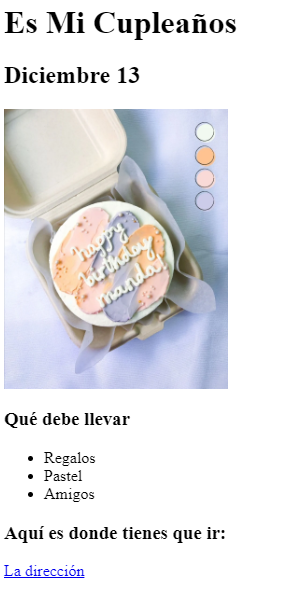 Es Mi Cupleaños
Diciembre 13
happy
birthday
manda!
Qué debe llevar
Regalos
Pastel
Amigos
Aquí es donde tienes que ir:
La dirección